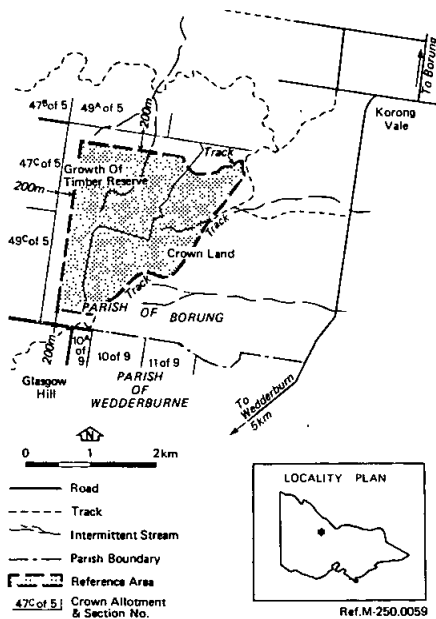 To Borung
47B of 5
49A of 5
200m
Korong
Vale
Track
47C of 5
Growth Of
Timber Reserve
200m
Track
49C of 5
Crown Land
Track
PARISH OF BORUNG
200m
10A
of
9
10 of 9
11 of 9
Glasgow
Hill
PARISH
OF
WEDDERBURNE
To
Wedderburn
5km
N
0 1 2km
Road
Track
Intermittent Stream
Parish Boundary
Reference Area
47C of 5 Crown Allotment
& Section No.
LOCALITY PLAN
Ref.M-250.0059